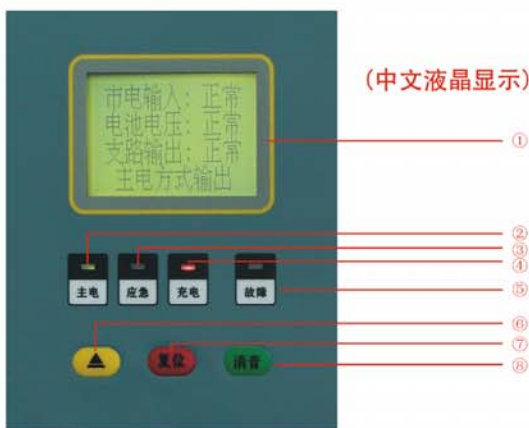 （中文液晶显示）
市电输入：正常
电池电压：正常
支路输出：正常
主电方式输出
①
②
③
④
⑤
⑥
⑦
⑧
主电 应急 充电 故障
复位 消音